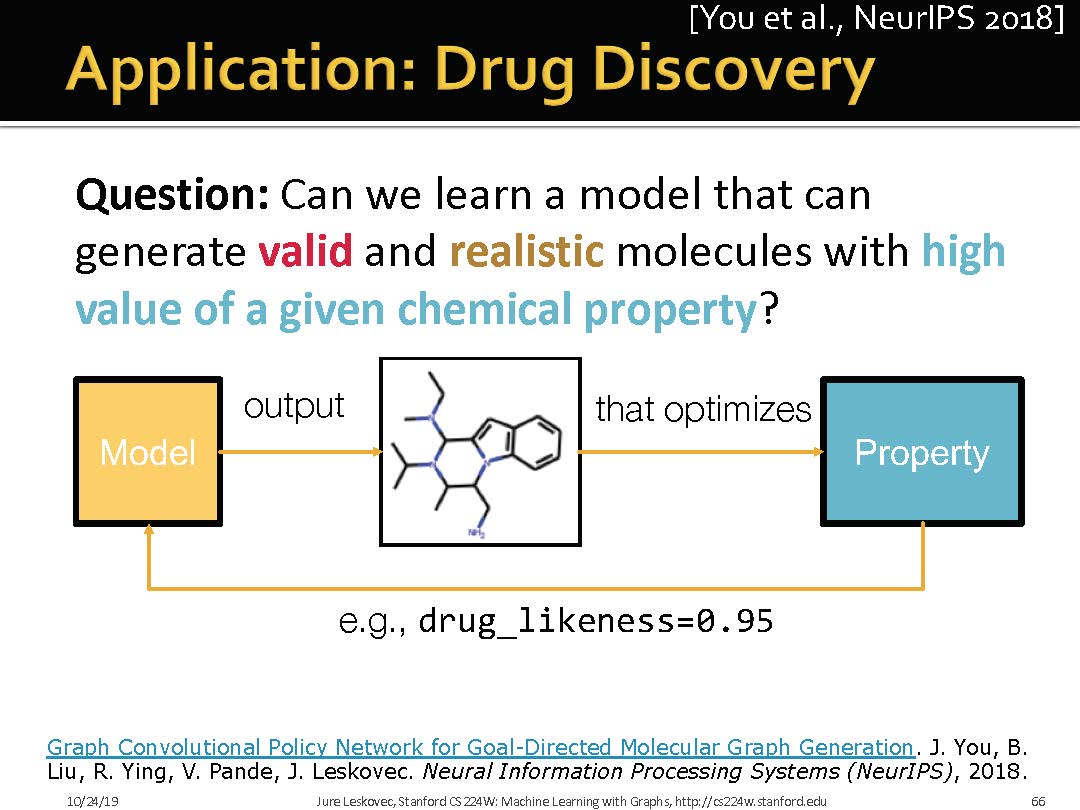 [You et al., NeurIPS 2018]
Application: Drug Discovery
Question: Can we learn a model that can
generate valid and realistic molecules with high
value of a given chemical property?
Model
output
N
N
N
NH₂
that optimizes
Property
e.g., drug_likeness=0.95
Graph Convolutional Policy Network for Goal-Directed Molecular Graph Generation. J. You, B.
Liu, R. Ying, V. Pande, J. Leskovec. Neural Information Processing Systems (NeurIPS), 2018.
10/24/19
Jure Leskovec, Stanford CS224W: Machine Learning with Graphs, http://cs224w.stanford.edu
66